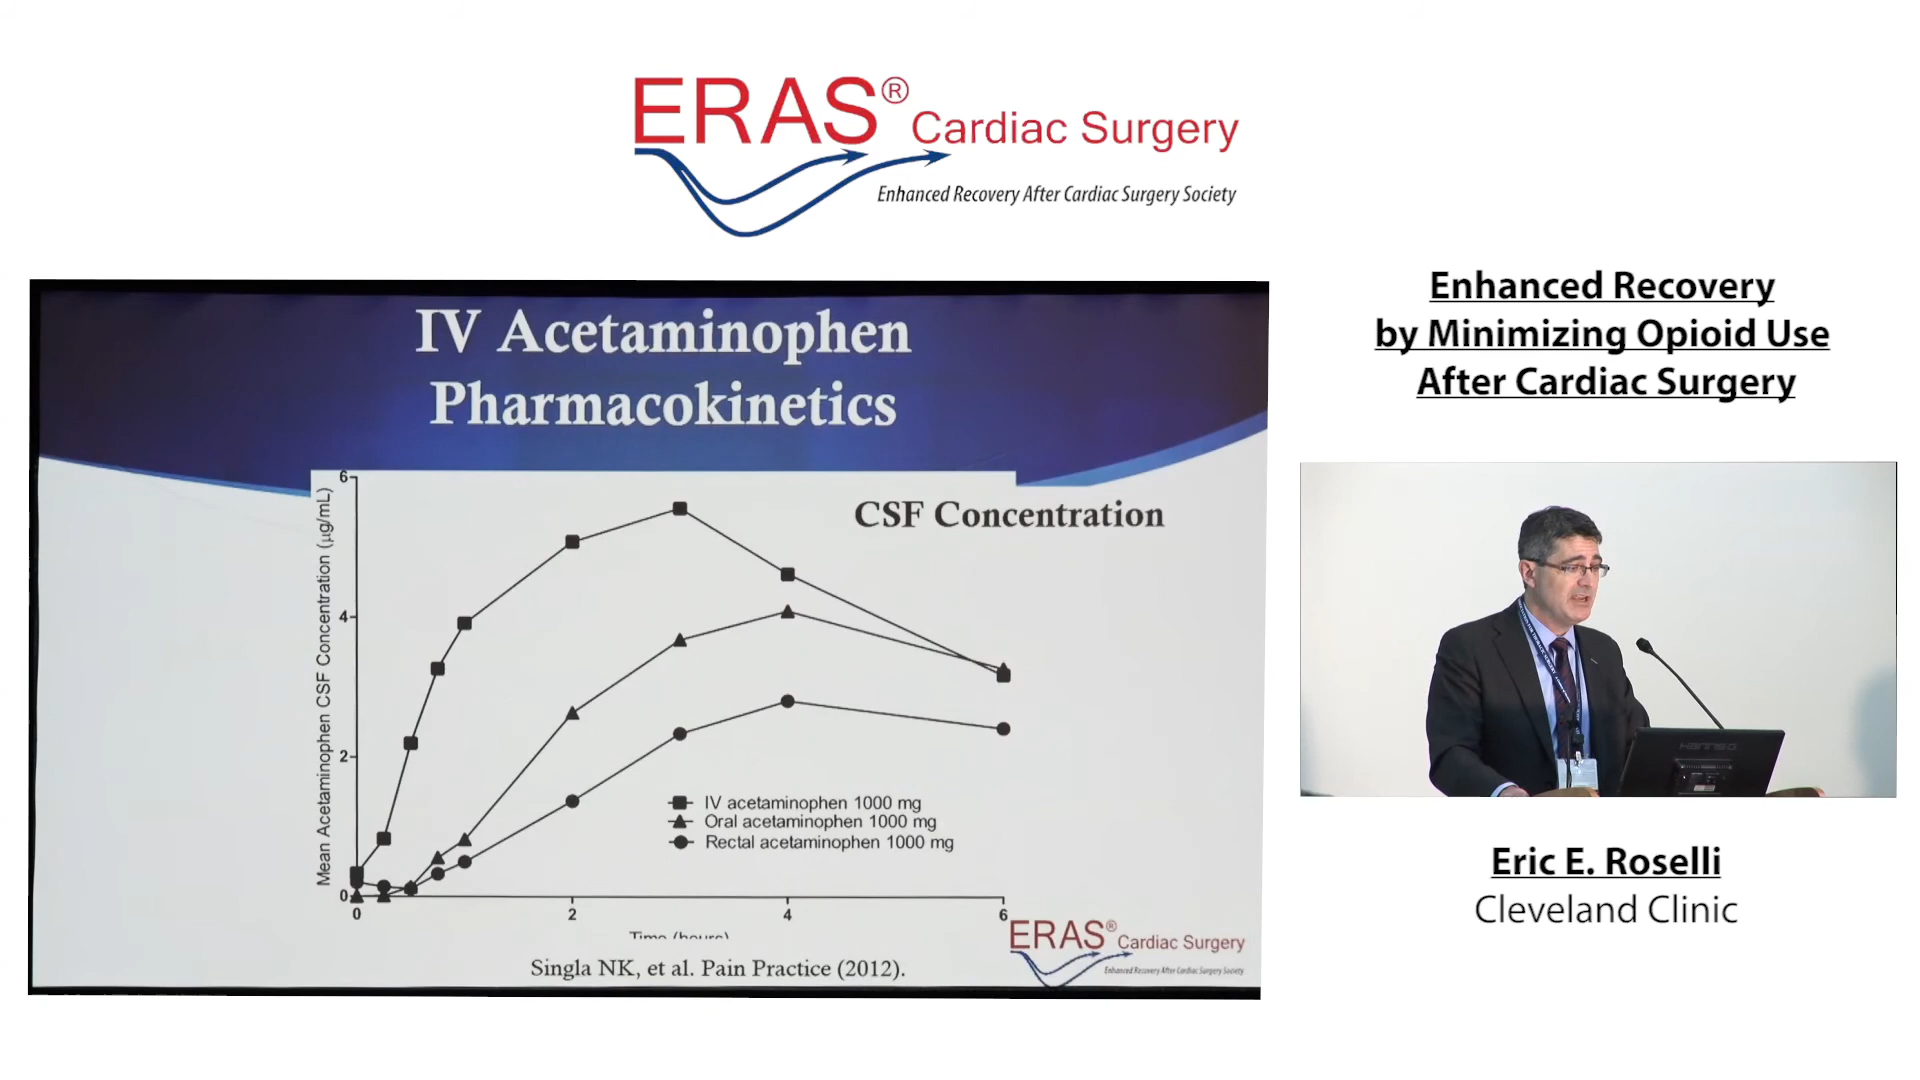 ERAS®
Cardiac Surgery
Enhanced Recovery After Cardiac Surgery Society
IV Acetaminophen
Pharmacokinetics
CSF Concentration
Mean Acetaminophen CSF Concentration (µg/mL)
6
4
2
0
0
2
4
6
Time (hours)
IV acetaminophen 1000 mg
Oral acetaminophen 1000 mg
Rectal acetaminophen 1000 mg
Singla NK, et al. Pain Practice (2012).
ERAS®
Cardiac Surgery
Enhanced Recovery After Cardiac Surgery Society
Enhanced Recovery
by Minimizing Opioid Use
After Cardiac Surgery
Eric E. Roselli
Cleveland Clinic